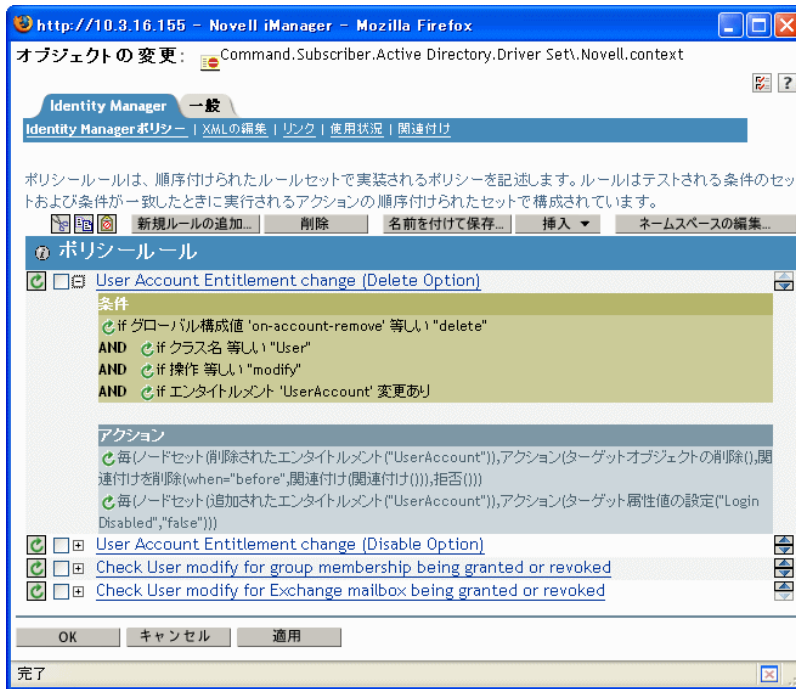 http://10.3.16.155 - Novell iManager - Mozilla Firefox
オブジェクトの変更: Command.Subscriber.Active Directory.Driver Set\.Novell.context
?
Identity Manager 一般
Identity Managerポリシー | XMLの編集 | リンク | 使用状況 | 関連付け
ポリシールールは、順序付けられたルールセットで実装されるポリシーを記述します。ルールはテストされる条件のセッ
トおよび条件が一致したときに実行されるアクションの順序付けられたセットで構成されています。
新規ルールの追加... 削除 名前を付けて保存... 挿入 ネームスペースの編集...
ポリシールール
User Account Entitlement change (Delete Option)
条件
if グローバル構成値 'on-account-remove' 等しい "delete"
AND if クラス名 等しい "User"
AND if 操作 等しい "modify"
AND if エンタイトルメント 'UserAccount' 変更あり
アクション
毎(ノードセット(削除されたエンタイトルメント("UserAccount")),アクション(ターゲットオブジェクトの削除(),関
連付けを削除(when="before",関連付け(関連付け())),拒否()))
毎(ノードセット(追加されたエンタイトルメント("UserAccount")),アクション(ターゲット属性値の設定("Login
Disabled","false")))
User Account Entitlement change (Disable Option)
Check User modify for group membership being granted or revoked
Check User modify for Exchange mailbox being granted or revoked
OK キャンセル 適用
完了